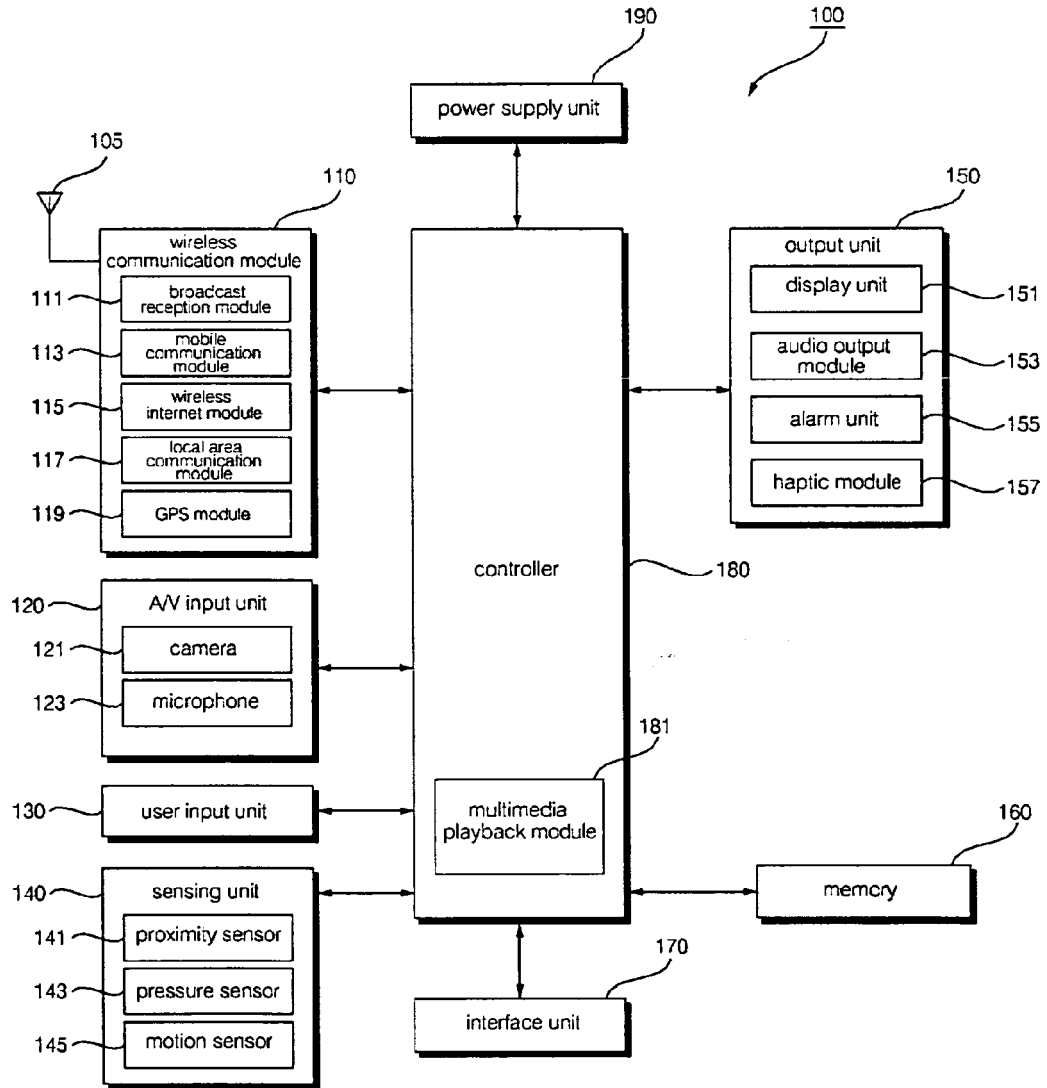 190
100
power supply unit
105
110
150
wireless
communication module
output unit
111
broadcast
reception module
display unit
151
113
mobile
communication
module
audio output
module
153
115
wireless
internet module
alarm unit
155
117
local area
communication
module
haptic module
157
119
GPS module
controller
180
120
A/V input unit
121
camera
123
microphone
181
multimedia
playback module
130
user input unit
160
140
sensing unit
memory
141
proximity sensor
170
143
pressure sensor
interface unit
145
motion sensor